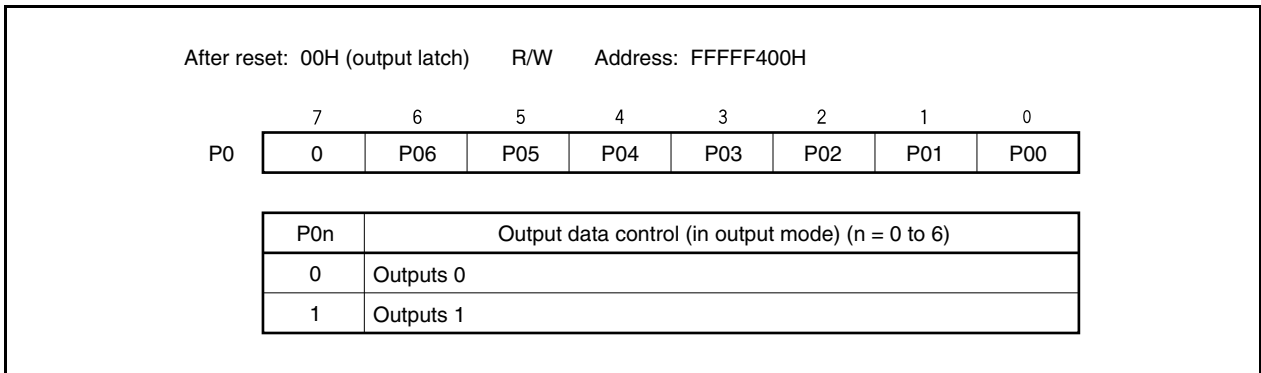 After reset: 00H (output latch) R/W Address: FFFFF400H
7 6 5 4 3 2 1 0
P0 0 P06 P05 P04 P03 P02 P01 P00
P0n Output data control (in output mode) (n = 0 to 6)
0 Outputs 0
1 Outputs 1